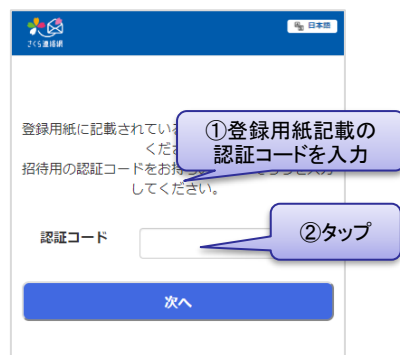 さくら連絡網
日本語
登録用紙に記載されている
くださ
招待用の認証コードをお持ち
してください。
①登録用紙記載の
認証コードを入力
認証コード
②タップ
次へ